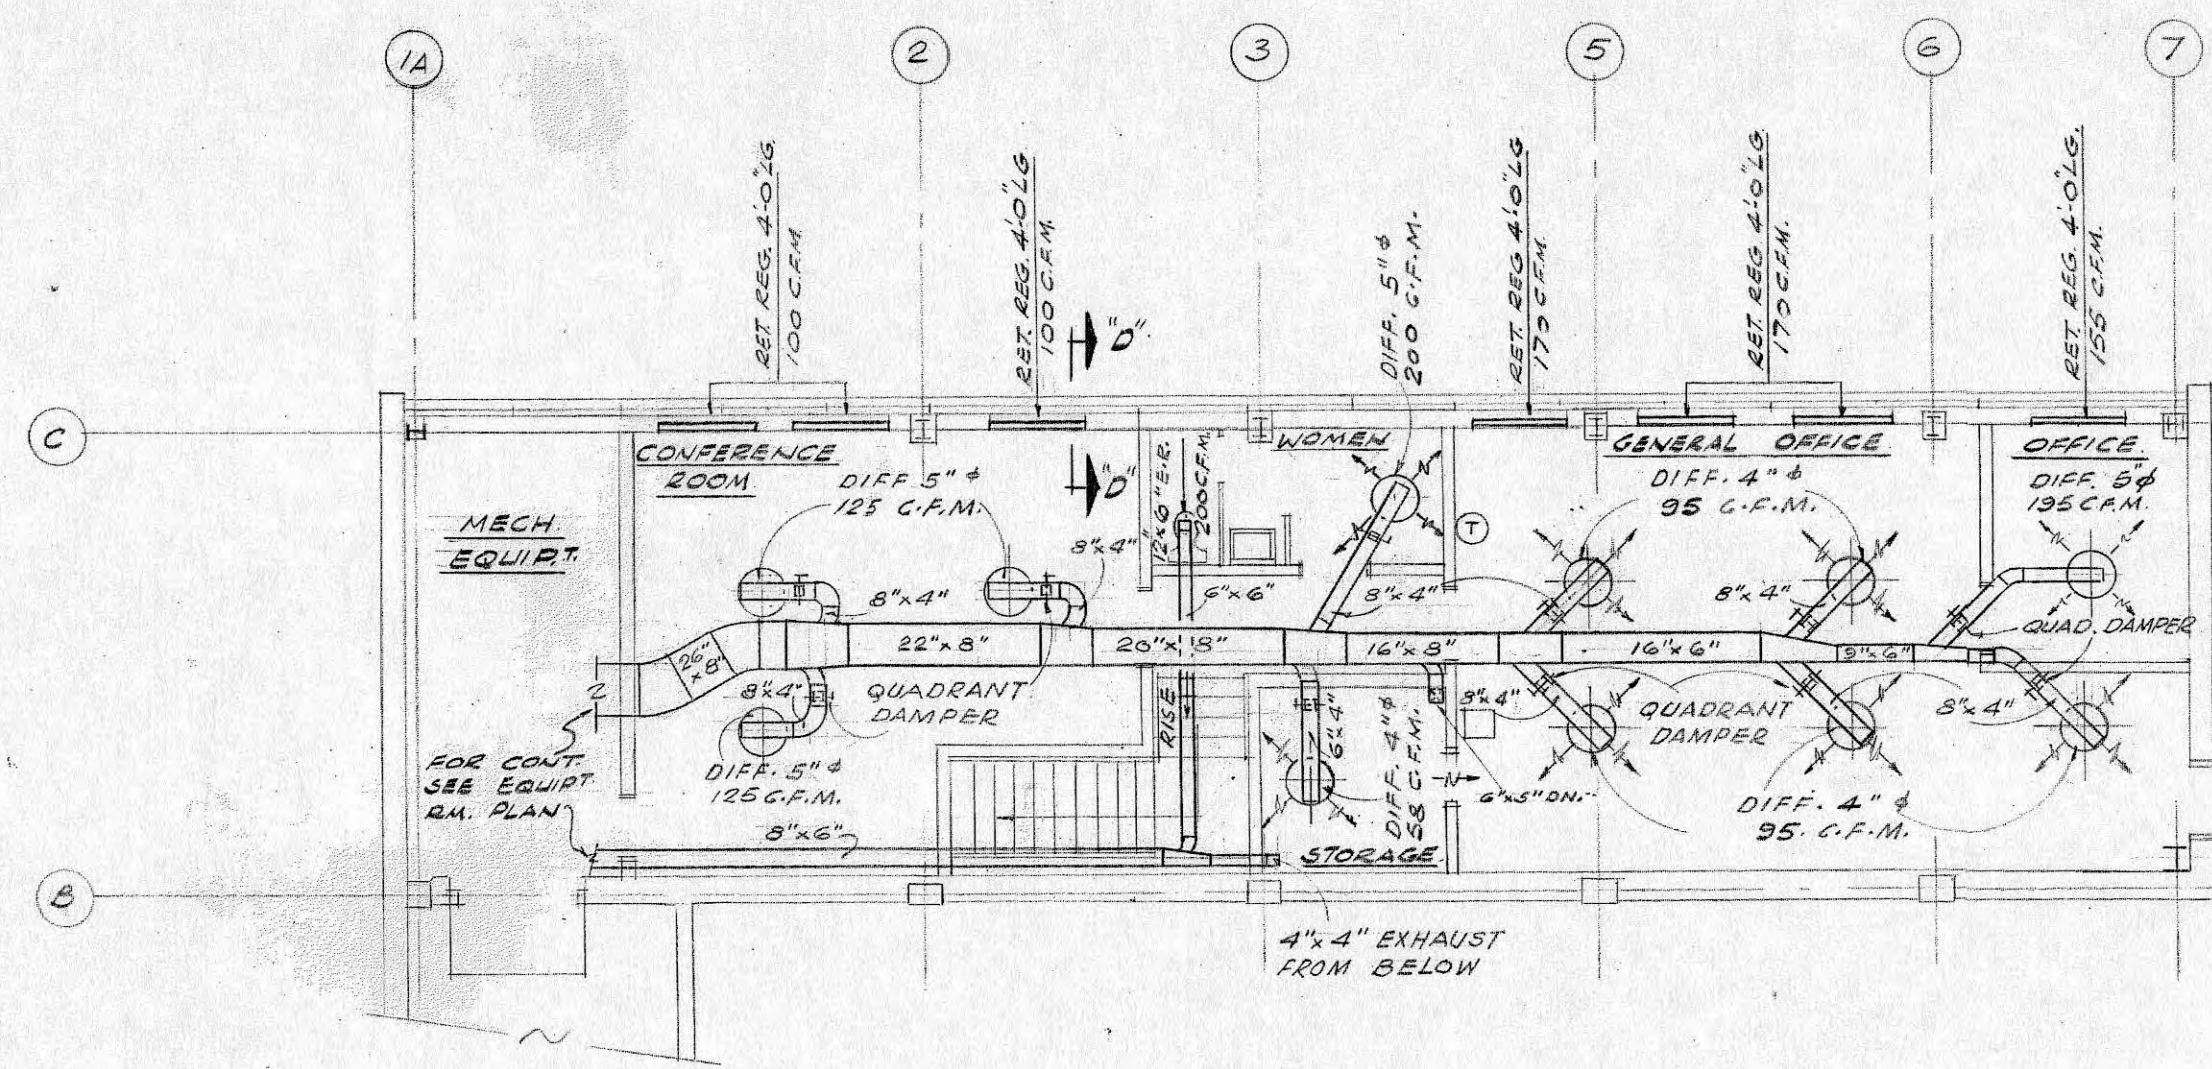 1A
2
3
5
6
7
RET. REG. 4'-0" LG.
100 C.F.M.
RET. REG. 4'-0" LG
100 C.F.M.
"D"
DIFF. 5" ϕ
200 C.F.M.
RET. REG 4'-0" LG
170 C.F.M.
RET. REG 4'-0" LG
170 C.F.M.
RET. REG. 4'-0" LG.
155 C.F.M.
C
CONFERENCE
ROOM
DIFF. 5" ϕ
125 C.F.M.
"D"
12"x6" E.R.
200 C.F.M.
WOMEN
GENERAL OFFICE
DIFF. 4" ϕ
95 C.F.M.
OFFICE
DIFF. 5" ϕ
195 C.F.M.
MECH
EQUIP.T.
T
8"x4"
8"x4"
6"x6"
8"x4"
8"x4"
QUAD. DAMPER
26"
x8"
22"x8"
20"x18"
16"x8"
16"x6"
9"x6"
8"x4"
QUADRANT
DAMPER
RISE
6"x4"
DIFF. 4" ϕ
58 C.F.M.
8"x4"
QUADRANT
DAMPER
8"x4"
FOR CONT.
SEE EQUIPT.
RM. PLAN
DIFF. 5" ϕ
125 C.F.M.
6"x5" DN.
DIFF. 4" ϕ
95. C.F.M.
8"x6"
STORAGE
B
4"x4" EXHAUST
FROM BELOW